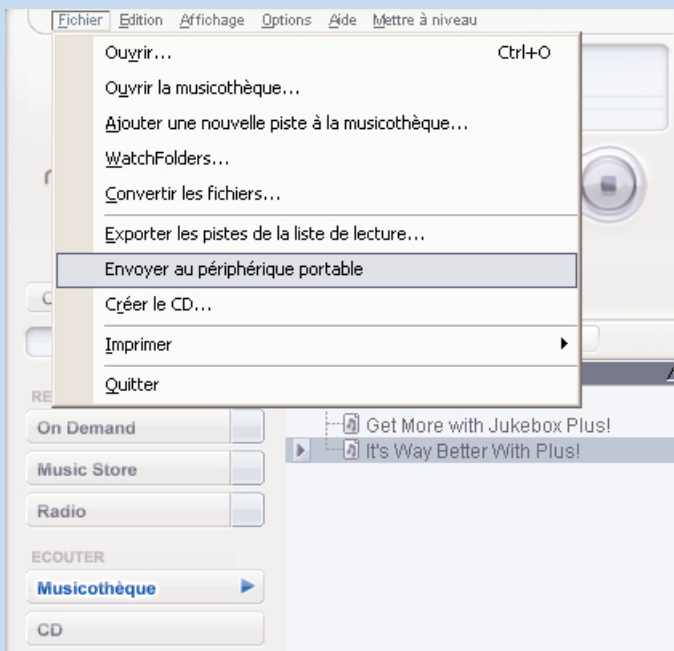 Fichier Edition Affichage Options Aide Mettre à niveau
Ouvrir... Ctrl+O
Ouvrir la musicothèque...
Ajouter une nouvelle piste à la musicothèque...
WatchFolders...
Convertir les fichiers...
Exporter les pistes de la liste de lecture...
Envoyer au périphérique portable
Créer le CD...
Imprimer
Quitter
Get More with Jukebox Plus!
On Demand
It's Way Better With Plus!
Music Store
Radio
ECOUTER
Musicothèque
CD